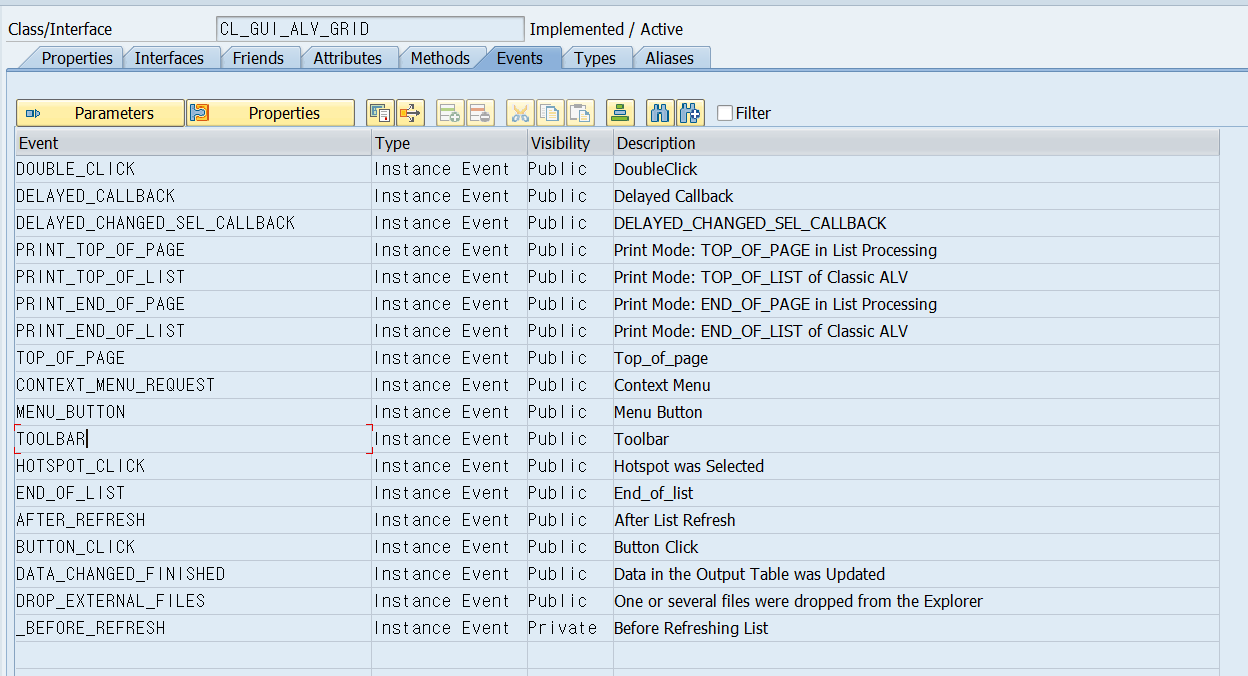 Class/Interface CL_GUI_ALV_GRID Implemented / Active
Properties Interfaces Friends Attributes Methods Events Types Aliases
Parameters Properties Filter
Event Type Visibility Description
DOUBLE_CLICK Instance Event Public DoubleClick
DELAYED_CALLBACK Instance Event Public Delayed Callback
DELAYED_CHANGED_SEL_CALLBACK Instance Event Public DELAYED_CHANGED_SEL_CALLBACK
PRINT_TOP_OF_PAGE Instance Event Public Print Mode: TOP_OF_PAGE in List Processing
PRINT_TOP_OF_LIST Instance Event Public Print Mode: TOP_OF_LIST of Classic ALV
PRINT_END_OF_PAGE Instance Event Public Print Mode: END_OF_PAGE in List Processing
PRINT_END_OF_LIST Instance Event Public Print Mode: END_OF_LIST of Classic ALV
TOP_OF_PAGE Instance Event Public Top_of_page
CONTEXT_MENU_REQUEST Instance Event Public Context Menu
MENU_BUTTON Instance Event Public Menu Button
TOOLBAR Instance Event Public Toolbar
HOTSPOT_CLICK Instance Event Public Hotspot was Selected
END_OF_LIST Instance Event Public End_of_list
AFTER_REFRESH Instance Event Public After List Refresh
BUTTON_CLICK Instance Event Public Button Click
DATA_CHANGED_FINISHED Instance Event Public Data in the Output Table was Updated
DROP_EXTERNAL_FILES Instance Event Public One or several files were dropped from the Explorer
_BEFORE_REFRESH Instance Event Private Before Refreshing List